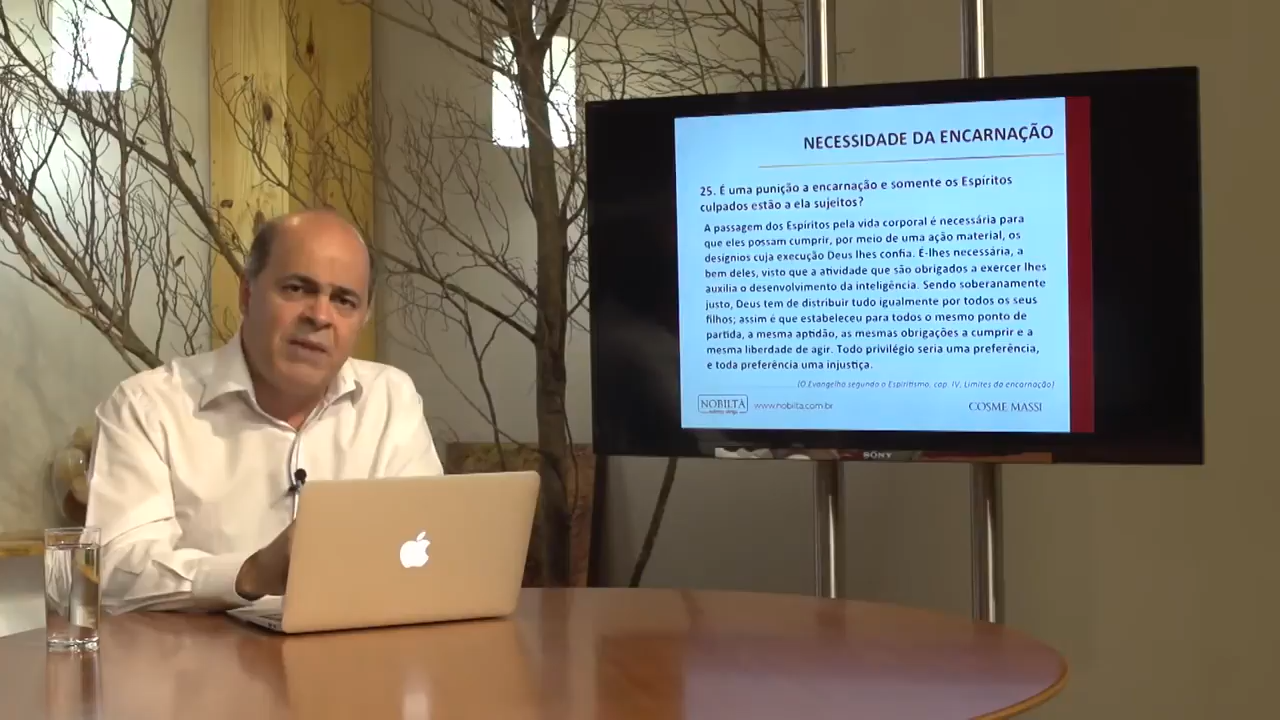 NECESSIDADE DA ENCARNAÇÃO
25. É uma punição a encarnação e somente os Espíritos
culpados estão a ela sujeitos?
A passagem dos Espíritos pela vida corporal é necessária para
que eles possam cumprir, por meio de uma ação material, os
desígnios cuja execução Deus lhes confia. É-lhes necessária, a
bem deles, visto que a atividade que são obrigados a exercer lhes
auxilia o desenvolvimento da inteligência. Sendo soberanamente
justo, Deus tem de distribuir tudo igualmente por todos os seus
filhos; assim é que estabeleceu para todos o mesmo ponto de
partida, a mesma aptidão, as mesmas obrigações a cumprir e a
mesma liberdade de agir. Todo privilégio seria uma preferência,
e toda preferência uma injustiça.
(O Evangelho segundo o Espiritismo, cap. IV, Limites da encarnação)
NOBILTÀ
www.nobilta.com.br
COSME MASSI
SONY